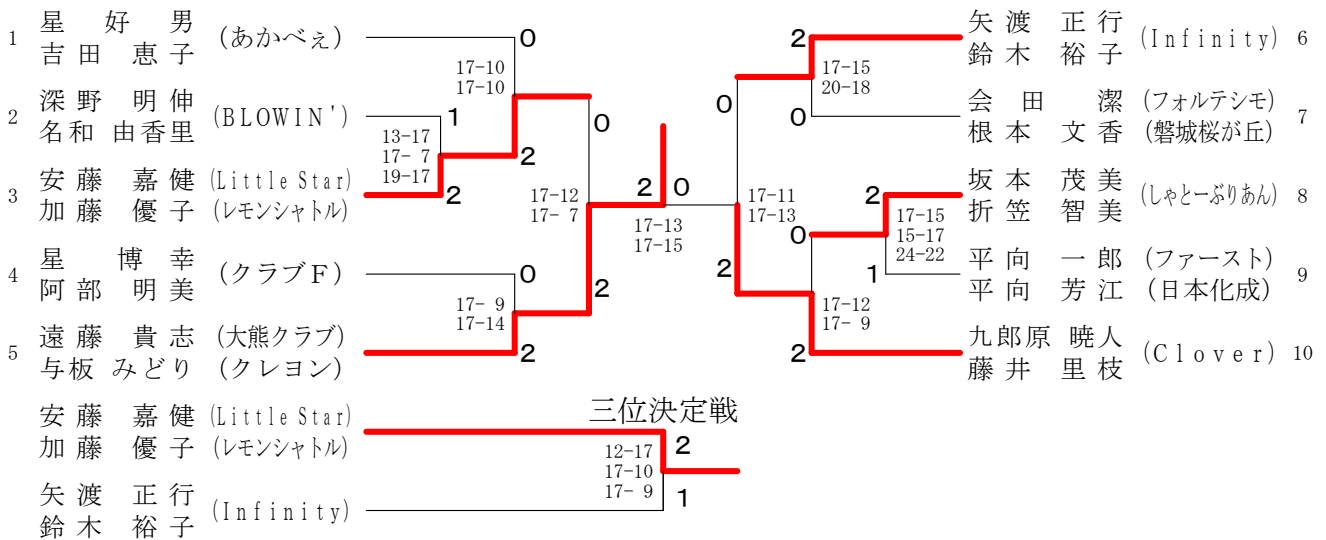 1 星 好 男 (あかべぇ)
吉 田 恵 子
2 深 野 明 伸 (BLOWIN')
名 和 由香里
3 安 藤 嘉 健 (Little Star)
加 藤 優 子 (レモンシャトル)
4 星 博 幸 (クラブF)
阿 部 明 美
5 遠 藤 貴 志 (大熊クラブ)
与 板 みどり (クレヨン)
0
17-10
17-10
2
1
13-17
17- 7
19-17
2
0
17- 9
17-14
2
0
17-12
17- 7
2
2 0
17-13
17-15
0
17-11
17-13
2
2
17-15
20-18
0
2
17-15
15-17
24-22
1
0
17-12
17- 9
2
矢 渡 正 行 (Infinity) 6
鈴 木 裕 子
会 田 潔 (フォルテシモ) 7
根 本 文 香 (磐城桜が丘)
坂 本 茂 美 (しゃとーぶりあん) 8
折 笠 智 美
平 向 一 郎 (ファースト) 9
平 向 芳 江 (日本化成)
九郎原 暁人 (Clover) 10
藤 井 里 枝
三位決定戦
安 藤 嘉 健 (Little Star)
加 藤 優 子 (レモンシャトル)
2
12-17
17-10
17- 9
1
矢 渡 正 行 (Infinity)
鈴 木 裕 子